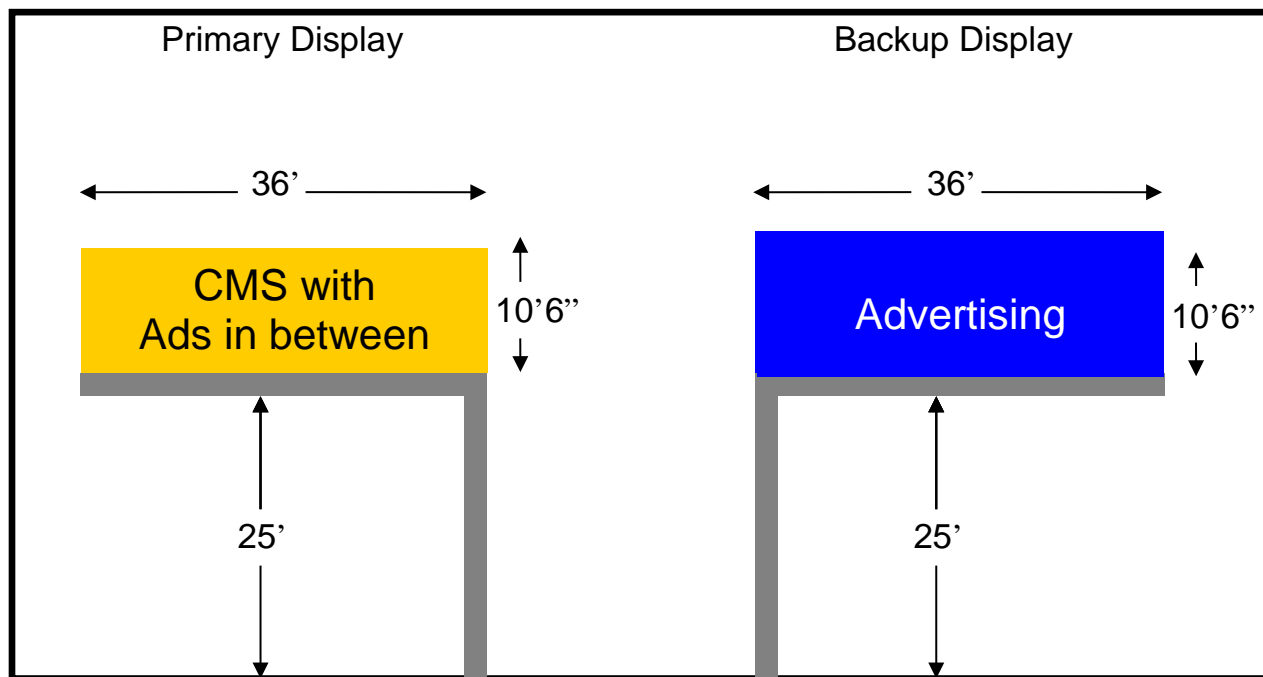 Primary Display
Backup Display
36’
36’
CMS with
Ads in between
10’6”
Advertising
10’6”
25’
25’